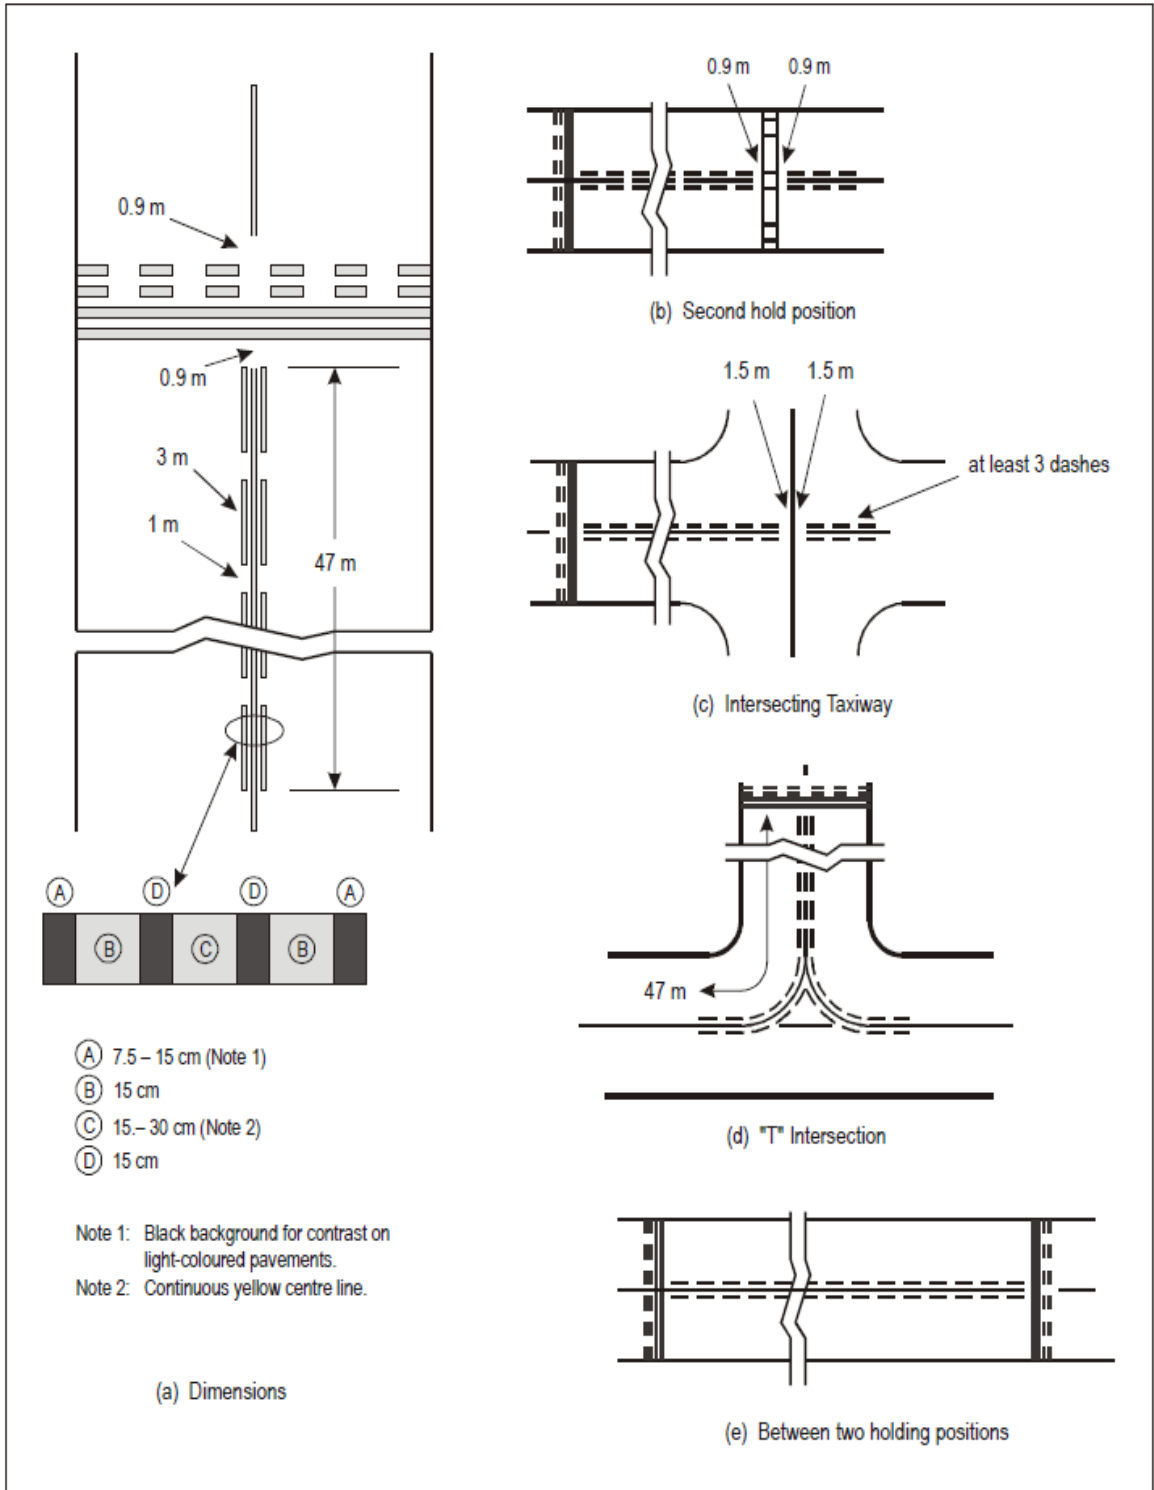 0.9 m
0.9 m
3 m
1 m
47 m
A D D A
B C B
A 7.5 – 15 cm (Note 1)
B 15 cm
C 15.– 30 cm (Note 2)
D 15 cm
Note 1: Black background for contrast on
light-coloured pavements.
Note 2: Continuous yellow centre line.
(a) Dimensions
0.9 m 0.9 m
(b) Second hold position
1.5 m 1.5 m
at least 3 dashes
(c) Intersecting Taxiway
47 m
(d) "T" Intersection
(e) Between two holding positions